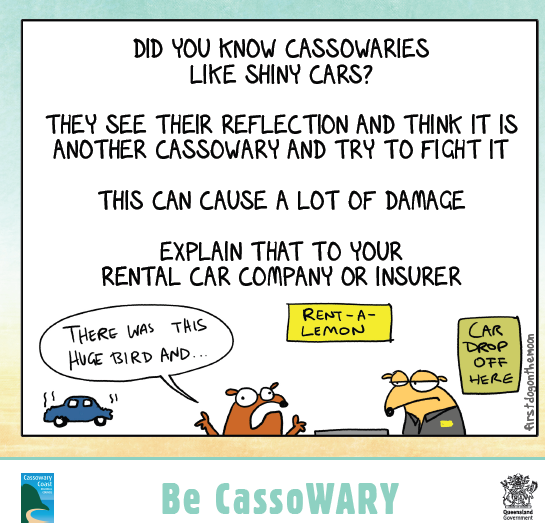 DID YOU KNOW CASSOWARIES
LIKE SHINY CARS?
THEY SEE THEIR REFLECTION AND THINK IT IS
ANOTHER CASSOWARY AND TRY TO FIGHT IT
THIS CAN CAUSE A LOT OF DAMAGE
EXPLAIN THAT TO YOUR
RENTAL CAR COMPANY OR INSURER
THERE WAS THIS
HUGE BIRD AND...
RENT-A-
LEMON
CAR
DROP
OFF
HERE
firstdogonthemoon
Cassowary
Coast
Be CassoWARY
Queensland
Government